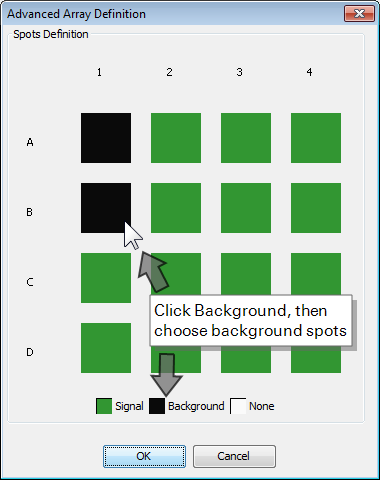 Advanced Array Definition
Spots Definition
1 2 3 4
A
B
C
Click Background, then
choose background spots
D
Signal Background None
OK Cancel